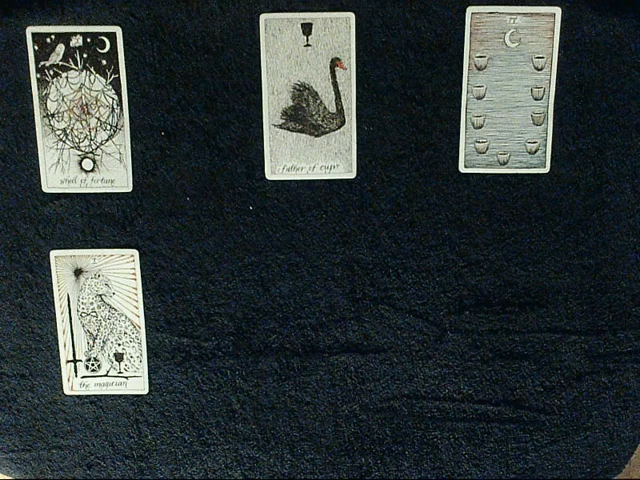 wheel of fortune
father of cups
IX
I
the magician